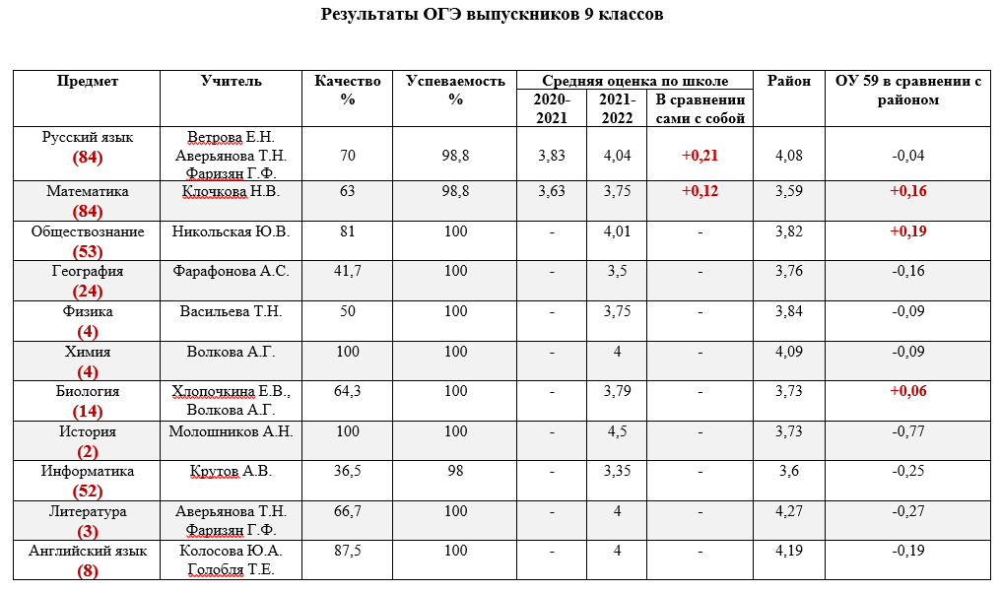 Результаты ОГЭ выпускников 9 классов
Предмет Учитель Качество % Успеваемость % Средняя оценка по школе Район ОУ 59 в сравнении с районом
2020-2021 2021-2022 В сравнении сами с собой
Русский язык (84) Ветрова Е.Н. Аверьянова Т.Н. Фаризян Г.Ф. 70 98,8 3,83 4,04 +0,21 4,08 -0,04
Математика (84) Клочкова Н.В. 63 98,8 3,63 3,75 +0,12 3,59 +0,16
Обществознание (53) Никольская Ю.В. 81 100 - 4,01 - 3,82 +0,19
География (24) Фарафонова А.С. 41,7 100 - 3,5 - 3,76 -0,16
Физика (4) Васильева Т.Н. 50 100 - 3,75 - 3,84 -0,09
Химия (4) Волкова А.Г. 100 100 - 4 - 4,09 -0,09
Биология (14) Хлопочкина Е.В., Волкова А.Г. 64,3 100 - 3,79 - 3,73 +0,06
История (2) Молошников А.Н. 100 100 - 4,5 - 3,73 -0,77
Информатика (52) Крутов А.В. 36,5 98 - 3,35 - 3,6 -0,25
Литература (3) Аверьянова Т.Н. Фаризян Г.Ф. 66,7 100 - 4 - 4,27 -0,27
Английский язык (8) Колосова Ю.А. Голобля Т.Е. 87,5 100 - 4 - 4,19 -0,19